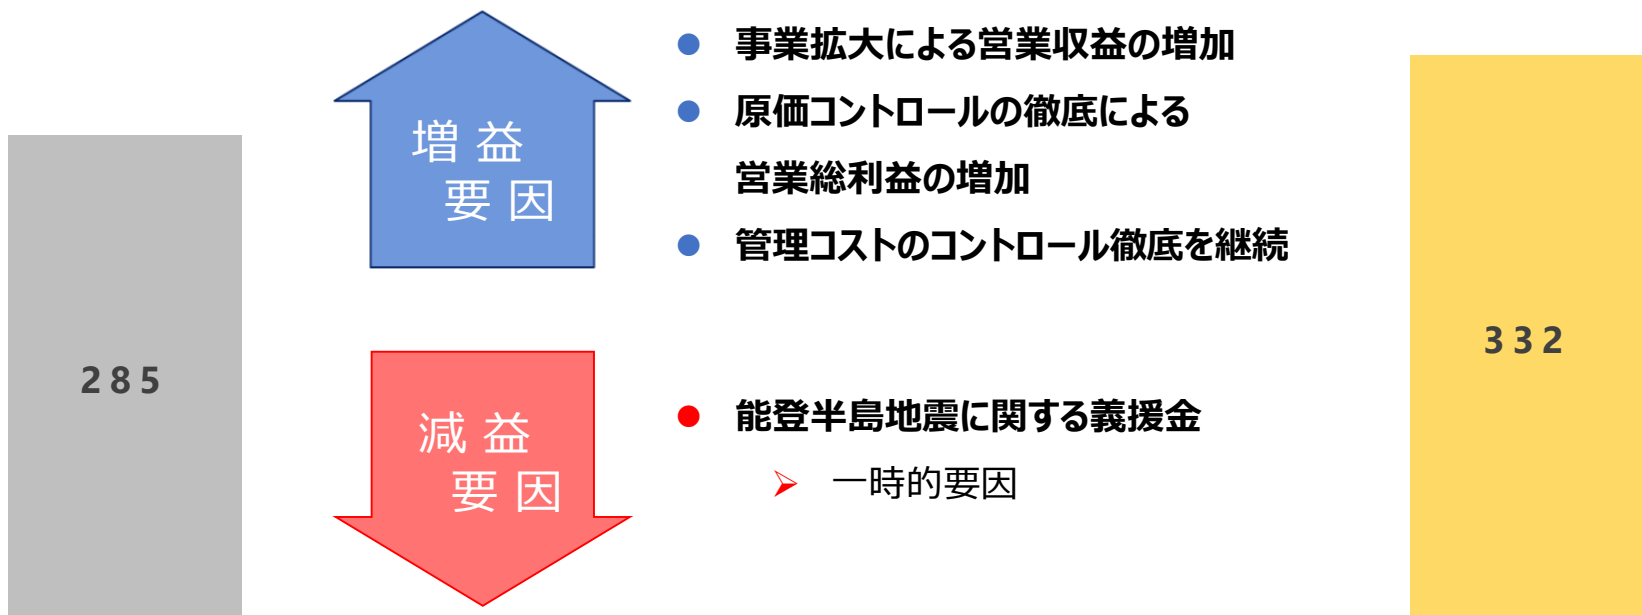 285
増益
要因
事業拡大による営業収益の増加
原価コントロールの徹底による
営業総利益の増加
管理コストのコントロール徹底を継続
減益
要因
能登半島地震に関する義援金
一時的要因
332